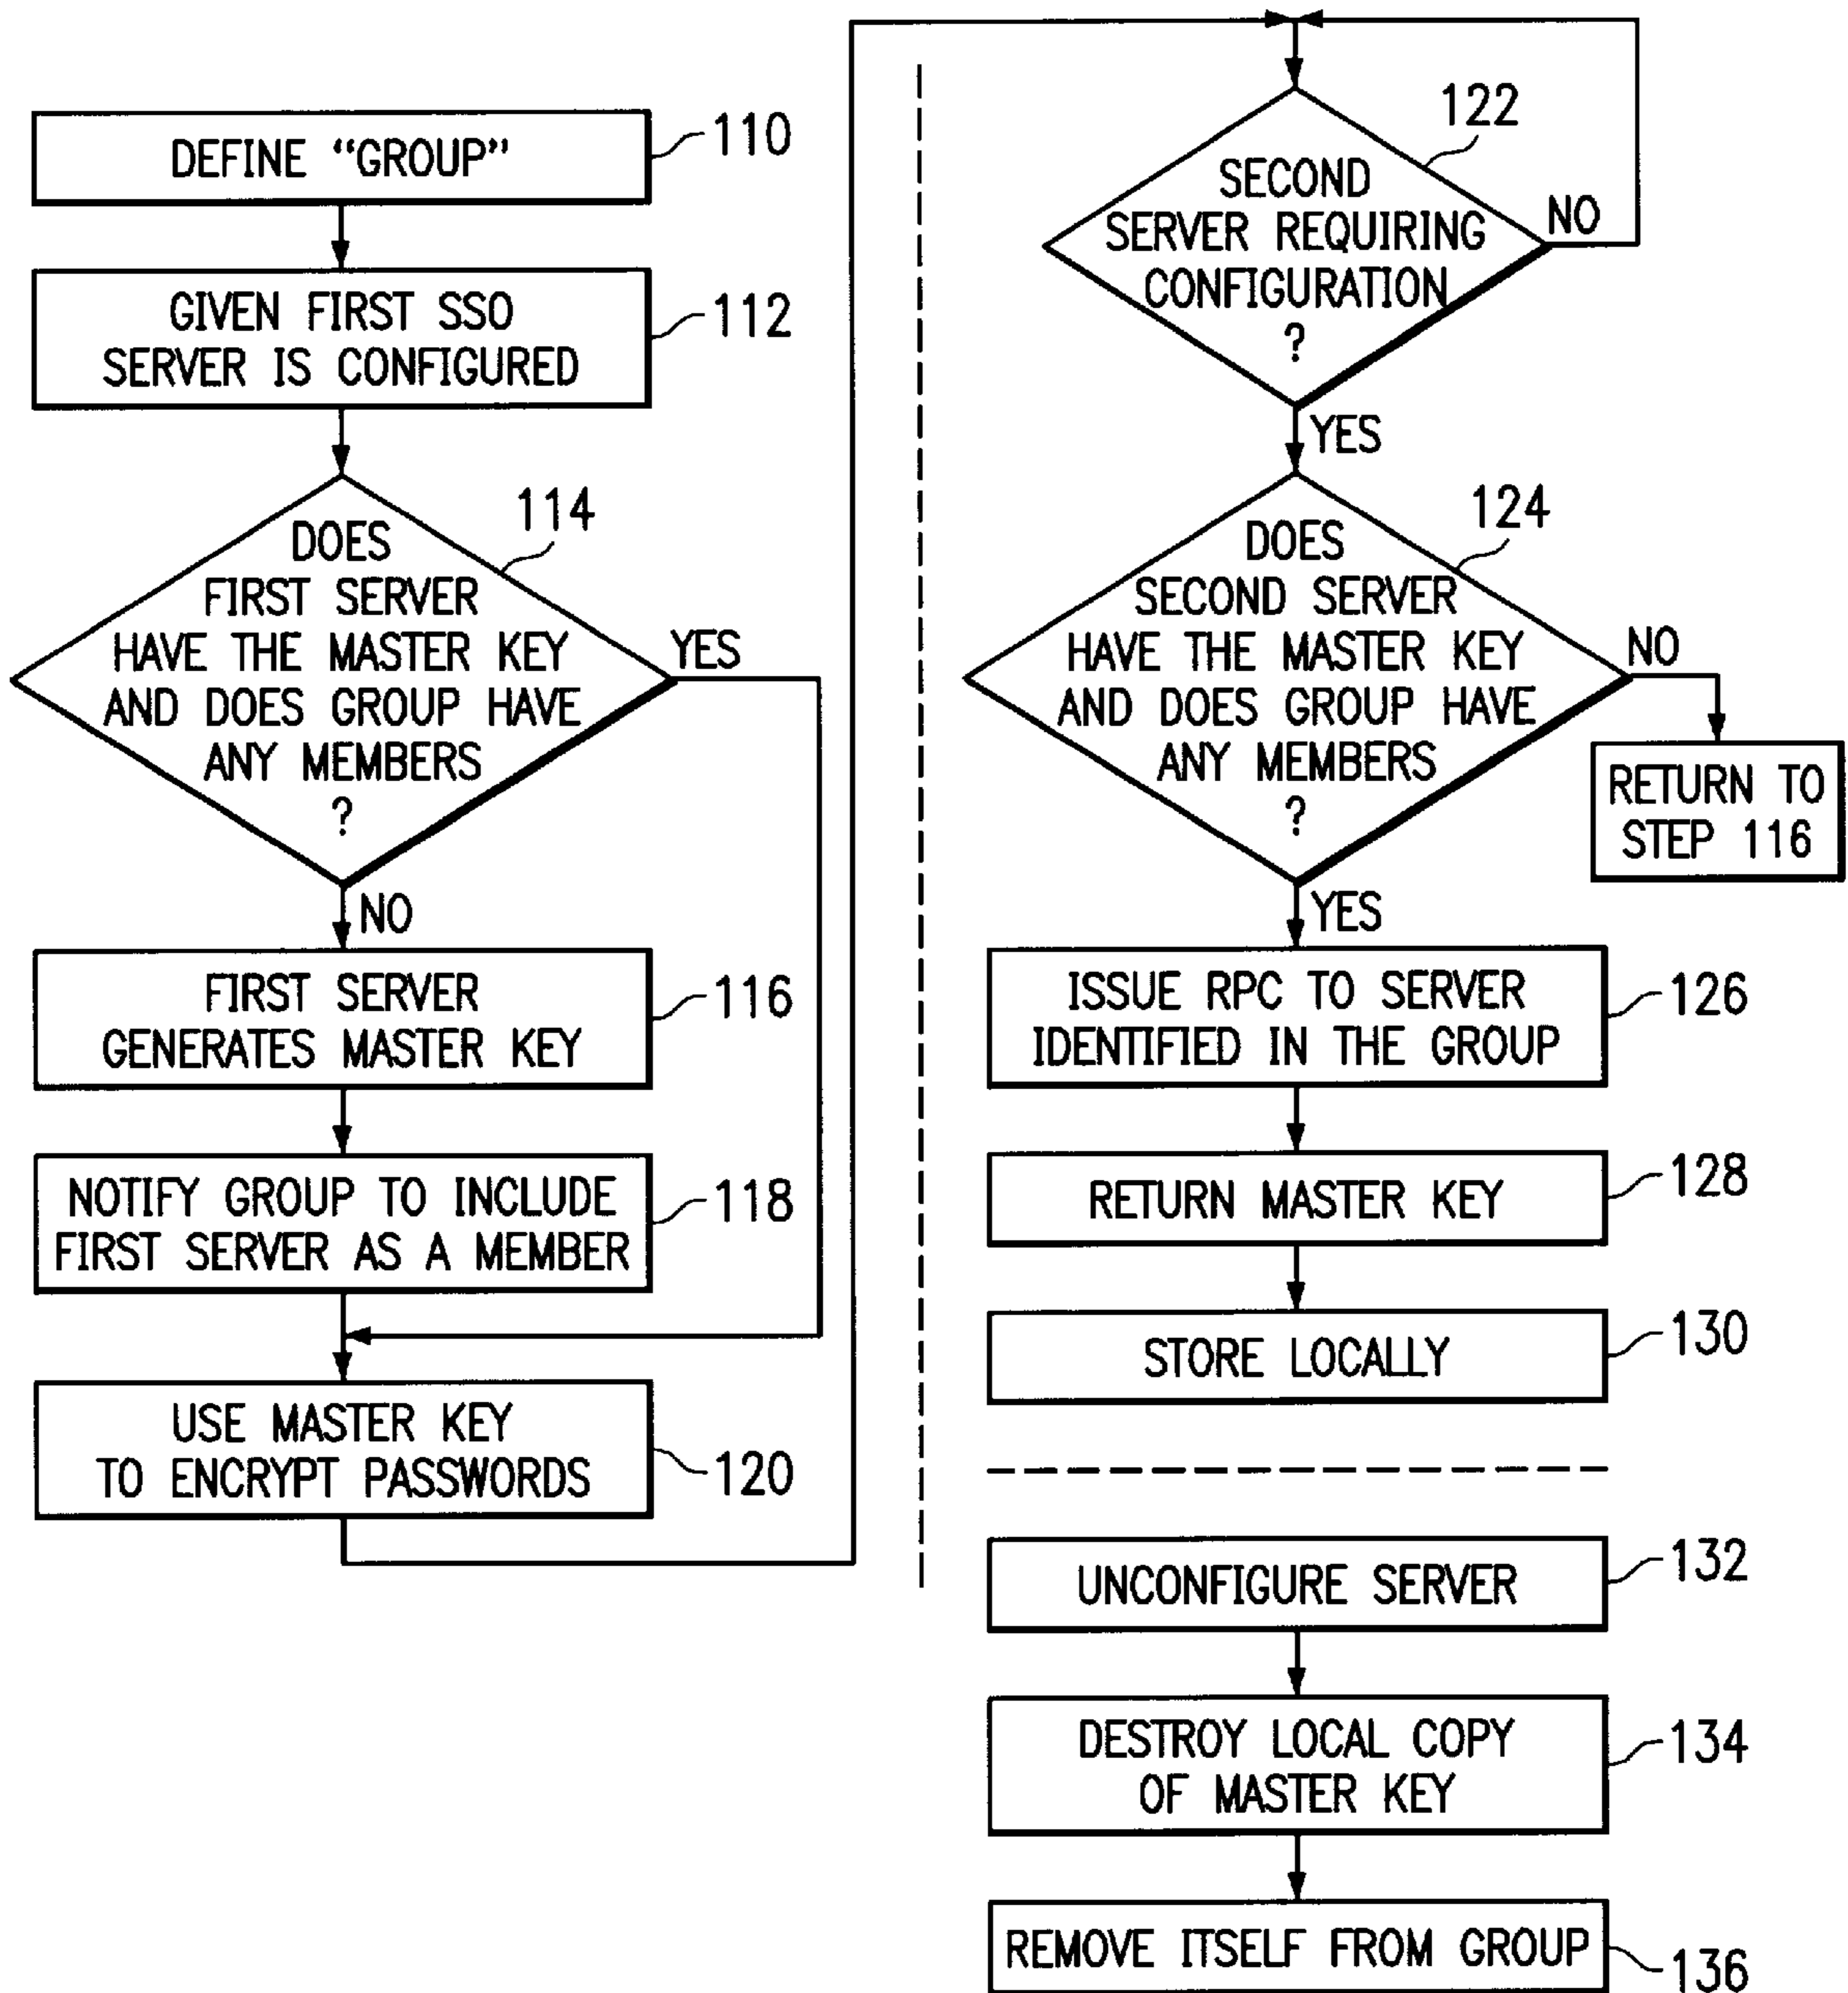 DEFINE “GROUP”
110
GIVEN FIRST SSO
SERVER IS CONFIGURED
112
DOES
FIRST SERVER
HAVE THE MASTER KEY
AND DOES GROUP HAVE
ANY MEMBERS
?
114
YES
NO
FIRST SERVER
GENERATES MASTER KEY
116
NOTIFY GROUP TO INCLUDE
FIRST SERVER AS A MEMBER
118
USE MASTER KEY
TO ENCRYPT PASSWORDS
120
SECOND
SERVER REQUIRING
CONFIGURATION
?
122
NO
YES
DOES
SECOND SERVER
HAVE THE MASTER KEY
AND DOES GROUP HAVE
ANY MEMBERS
?
124
NO
RETURN TO
STEP 116
YES
ISSUE RPC TO SERVER
IDENTIFIED IN THE GROUP
126
RETURN MASTER KEY
128
STORE LOCALLY
130
UNCONFIGURE SERVER
132
DESTROY LOCAL COPY
OF MASTER KEY
134
REMOVE ITSELF FROM GROUP
136